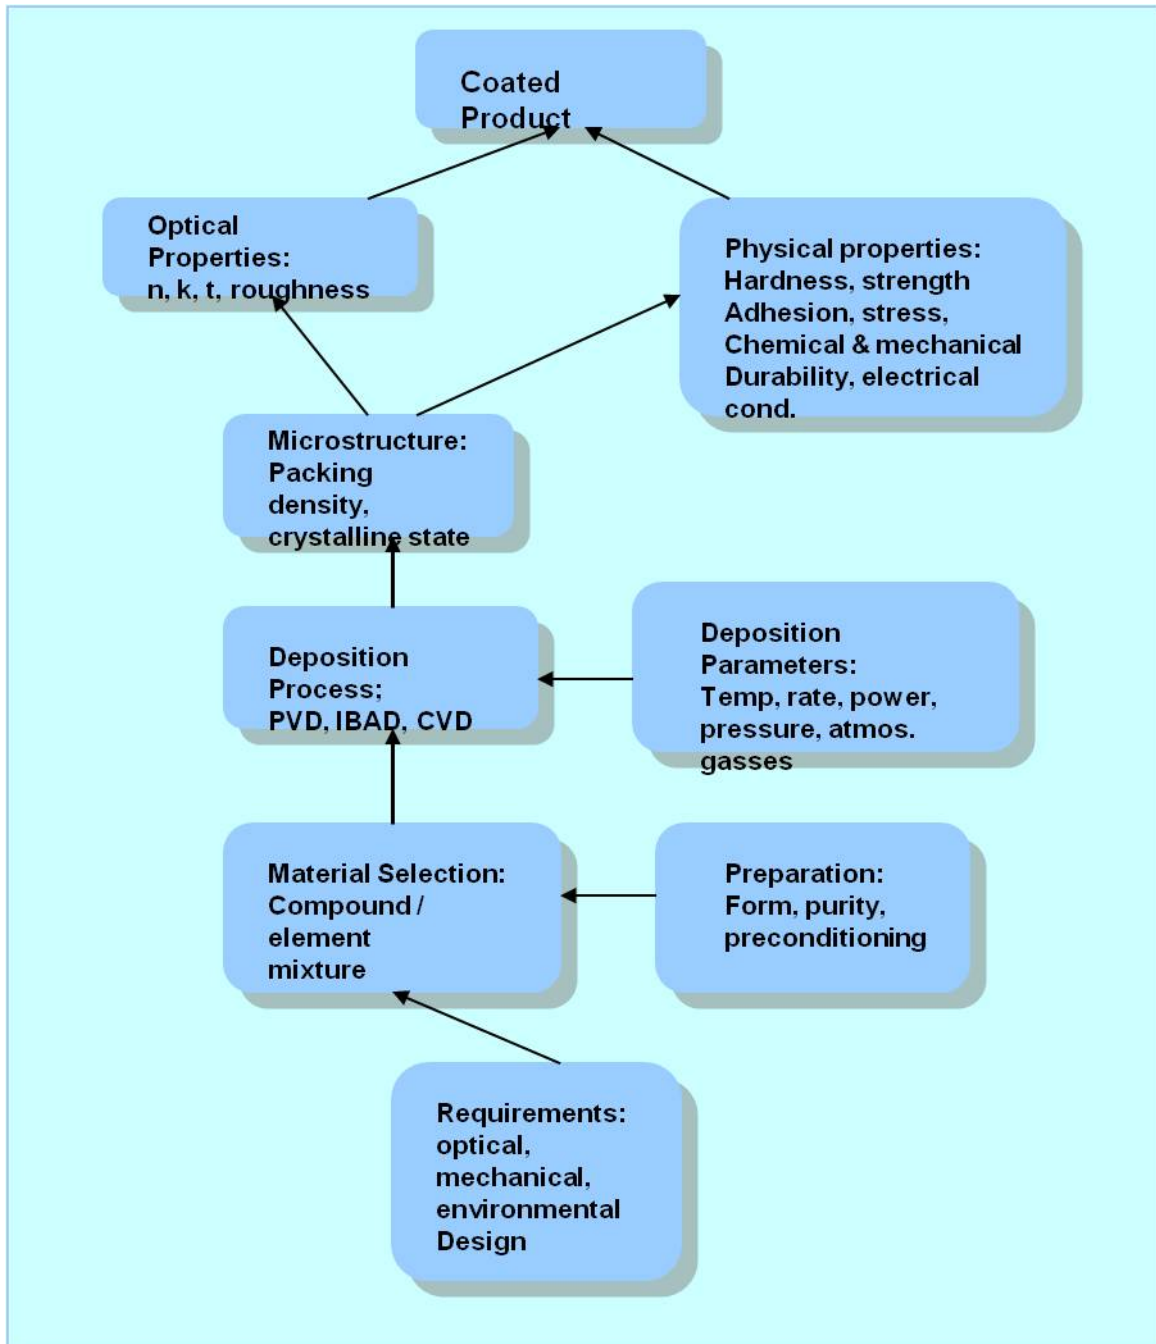 Coated
Product
Optical
Properties:
n, k, t, roughness
Physical properties:
Hardness, strength
Adhesion, stress,
Chemical & mechanical
Durability, electrical
cond.
Microstructure:
Packing
density,
crystalline state
Deposition
Process;
PVD, IBAD, CVD
Deposition
Parameters:
Temp, rate, power,
pressure, atmos.
gasses
Material Selection:
Compound /
element
mixture
Preparation:
Form, purity,
preconditioning
Requirements:
optical,
mechanical,
environmental
Design